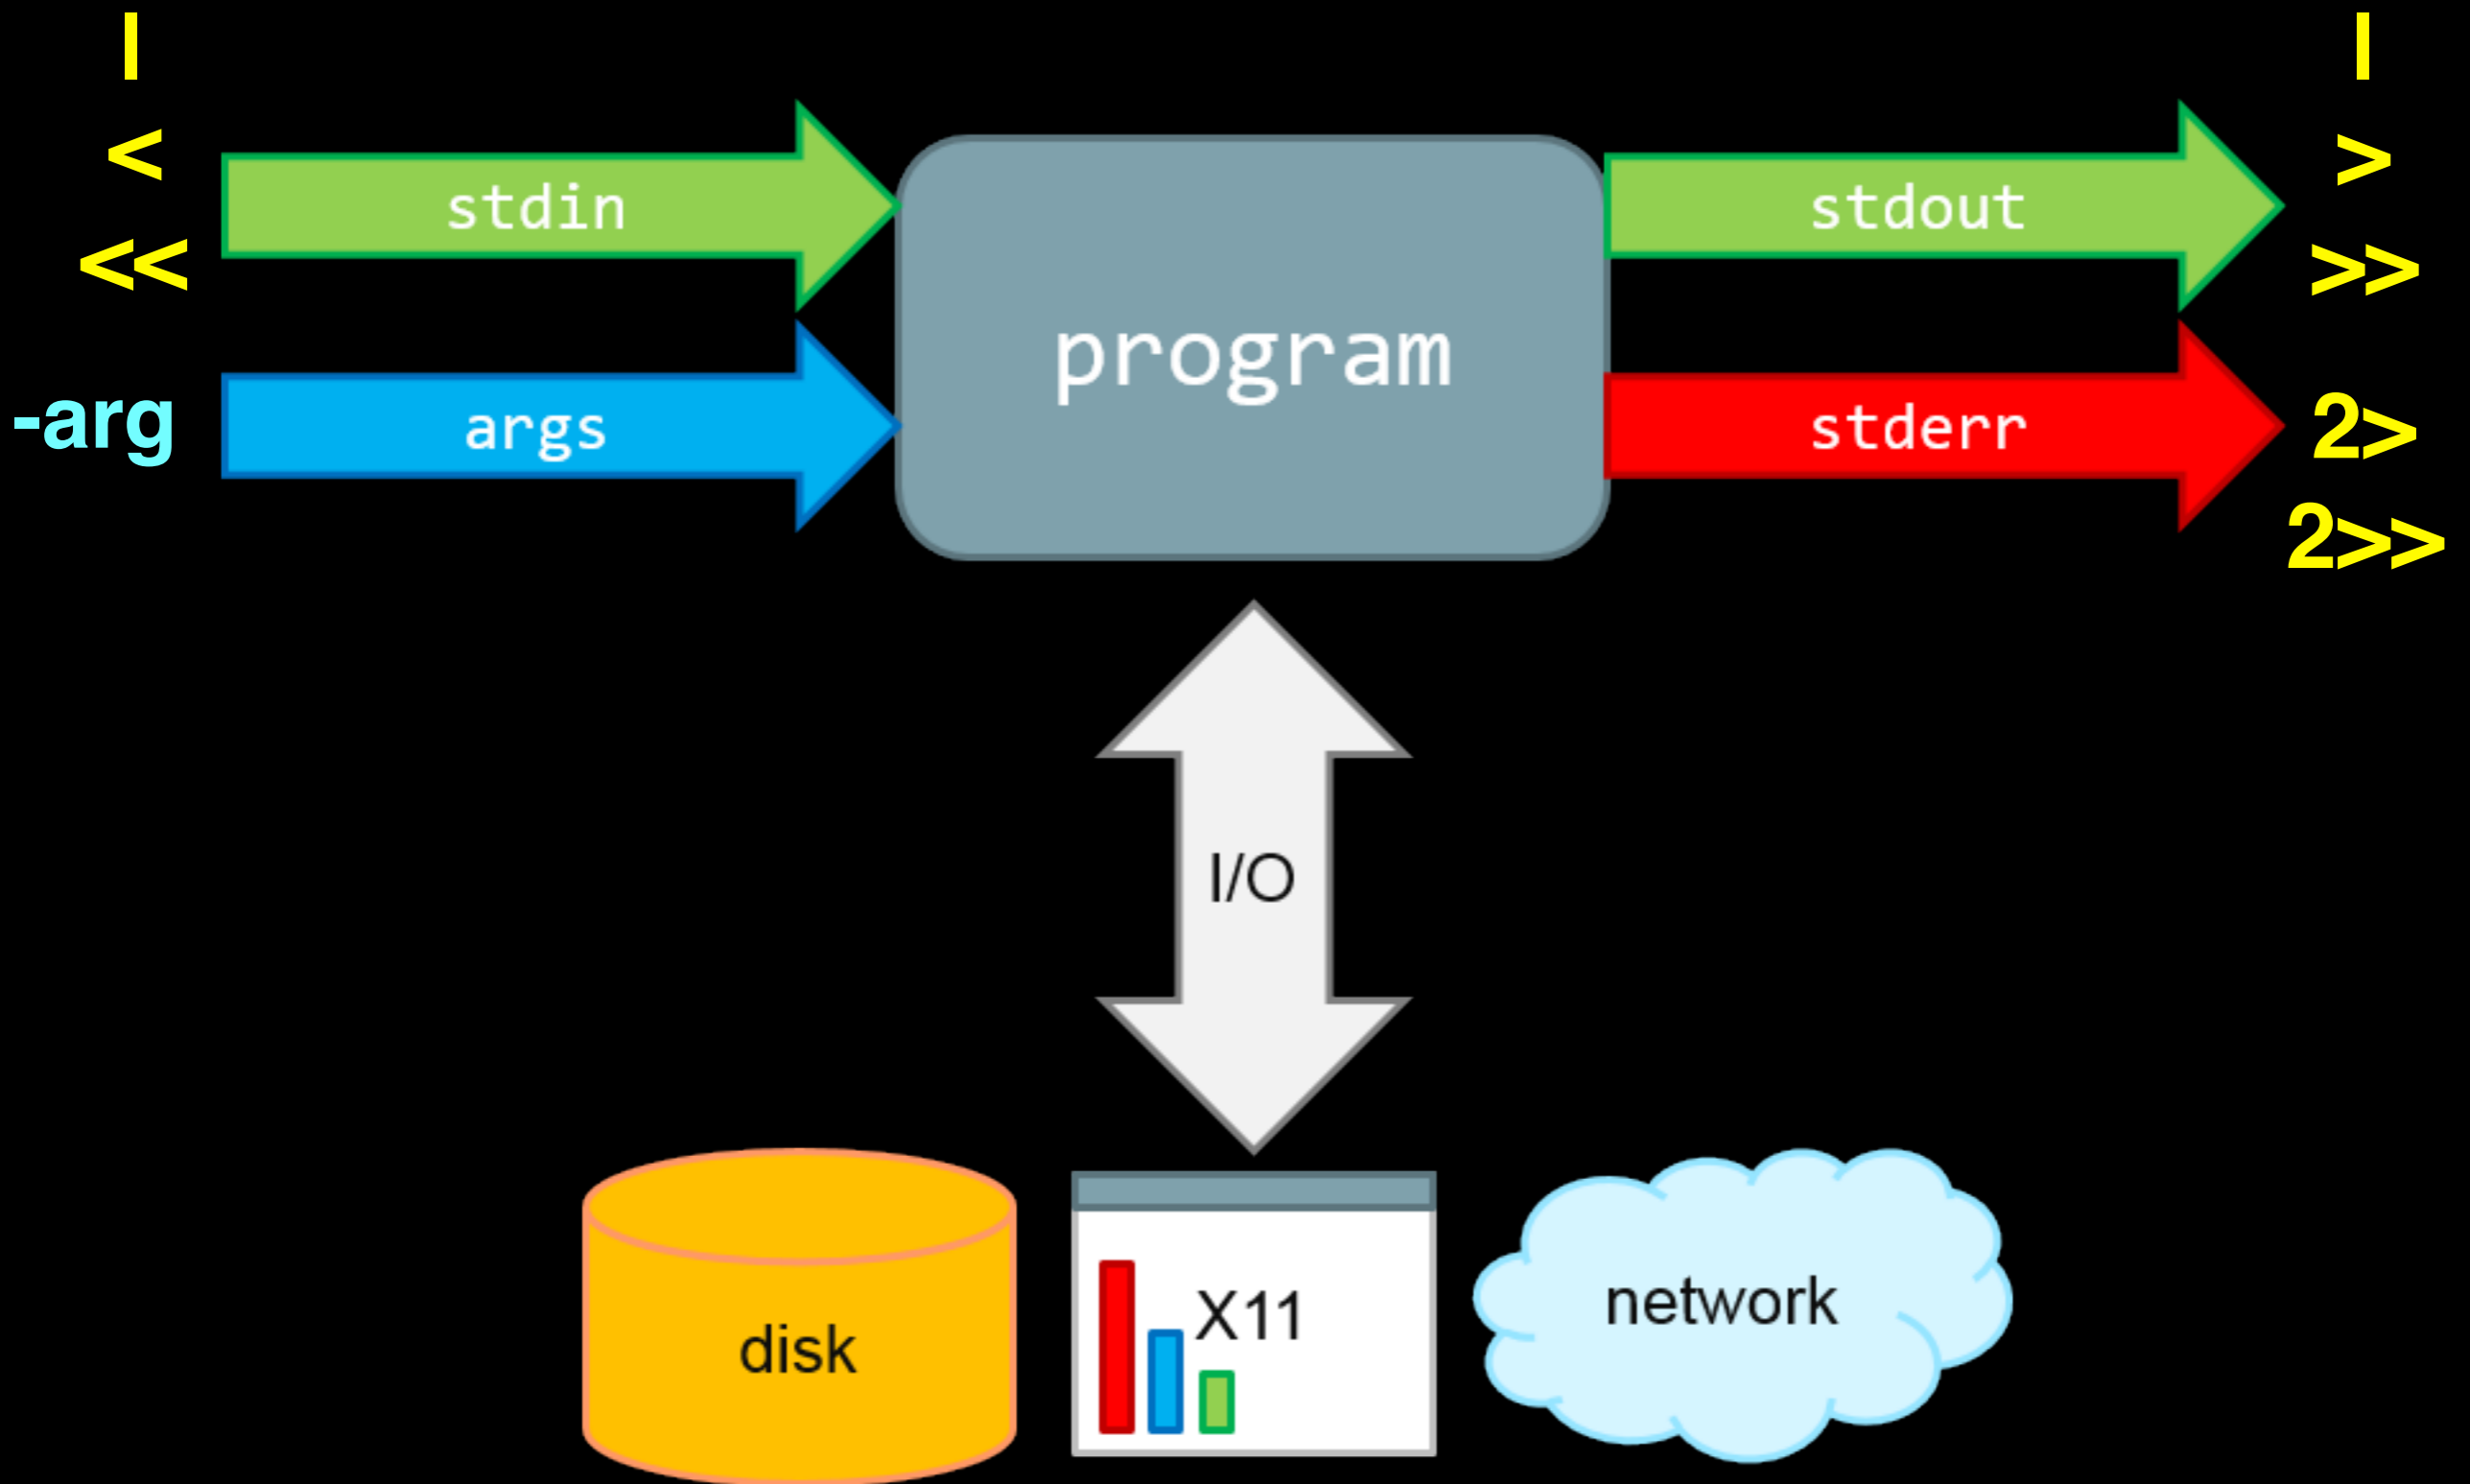 |
<
<<
-arg
stdin
args
program
stdout
stderr
|
>
>>
2>
2>>
I/O
disk
X11
network